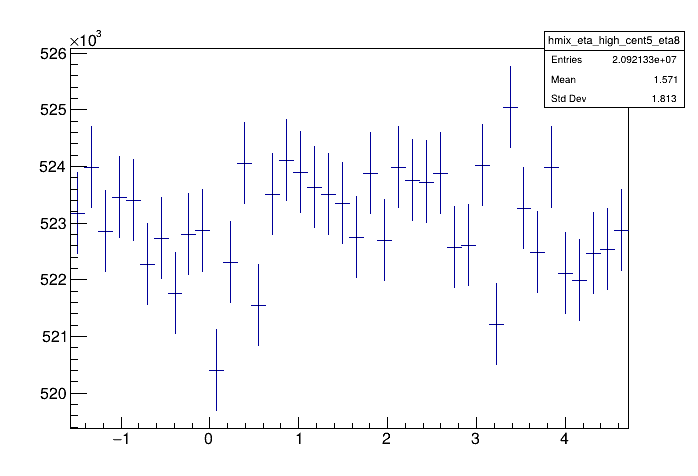 ×10³
hmix_eta_high_cent5_eta8
Entries 2.092133e+07
Mean 1.571
Std Dev 1.813
526
525
524
523
522
521
520
−1 0 1 2 3 4